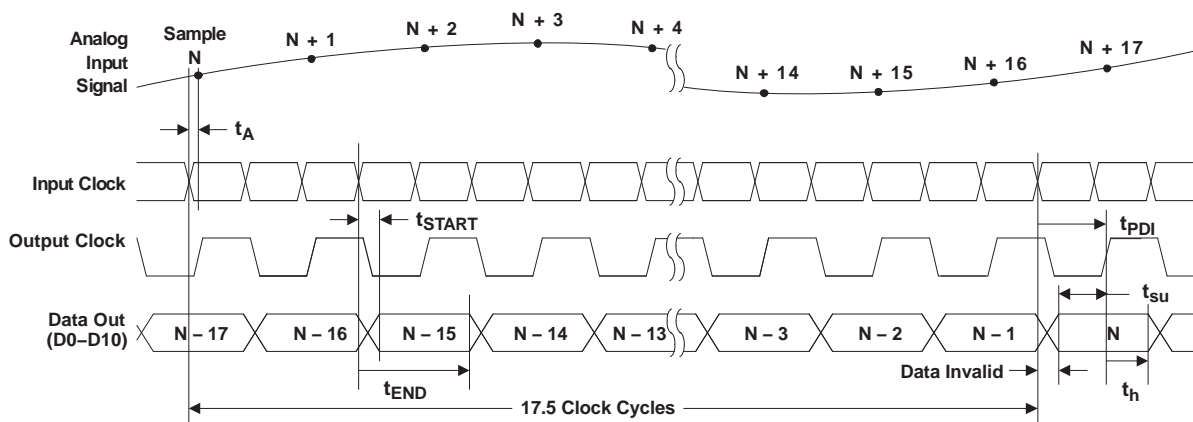 Analog
Input
Signal
Sample
N
N + 1
N + 2
N + 3
N + 4
N + 14
N + 15
N + 16
N + 17
tA
Input Clock
tSTART
Output Clock
tPDI
tsu
Data Out
(D0–D10)
N – 17
N – 16
N – 15
N – 14
N – 13
N – 3
N – 2
N – 1
N
Data Invalid
tEND
th
17.5 Clock Cycles